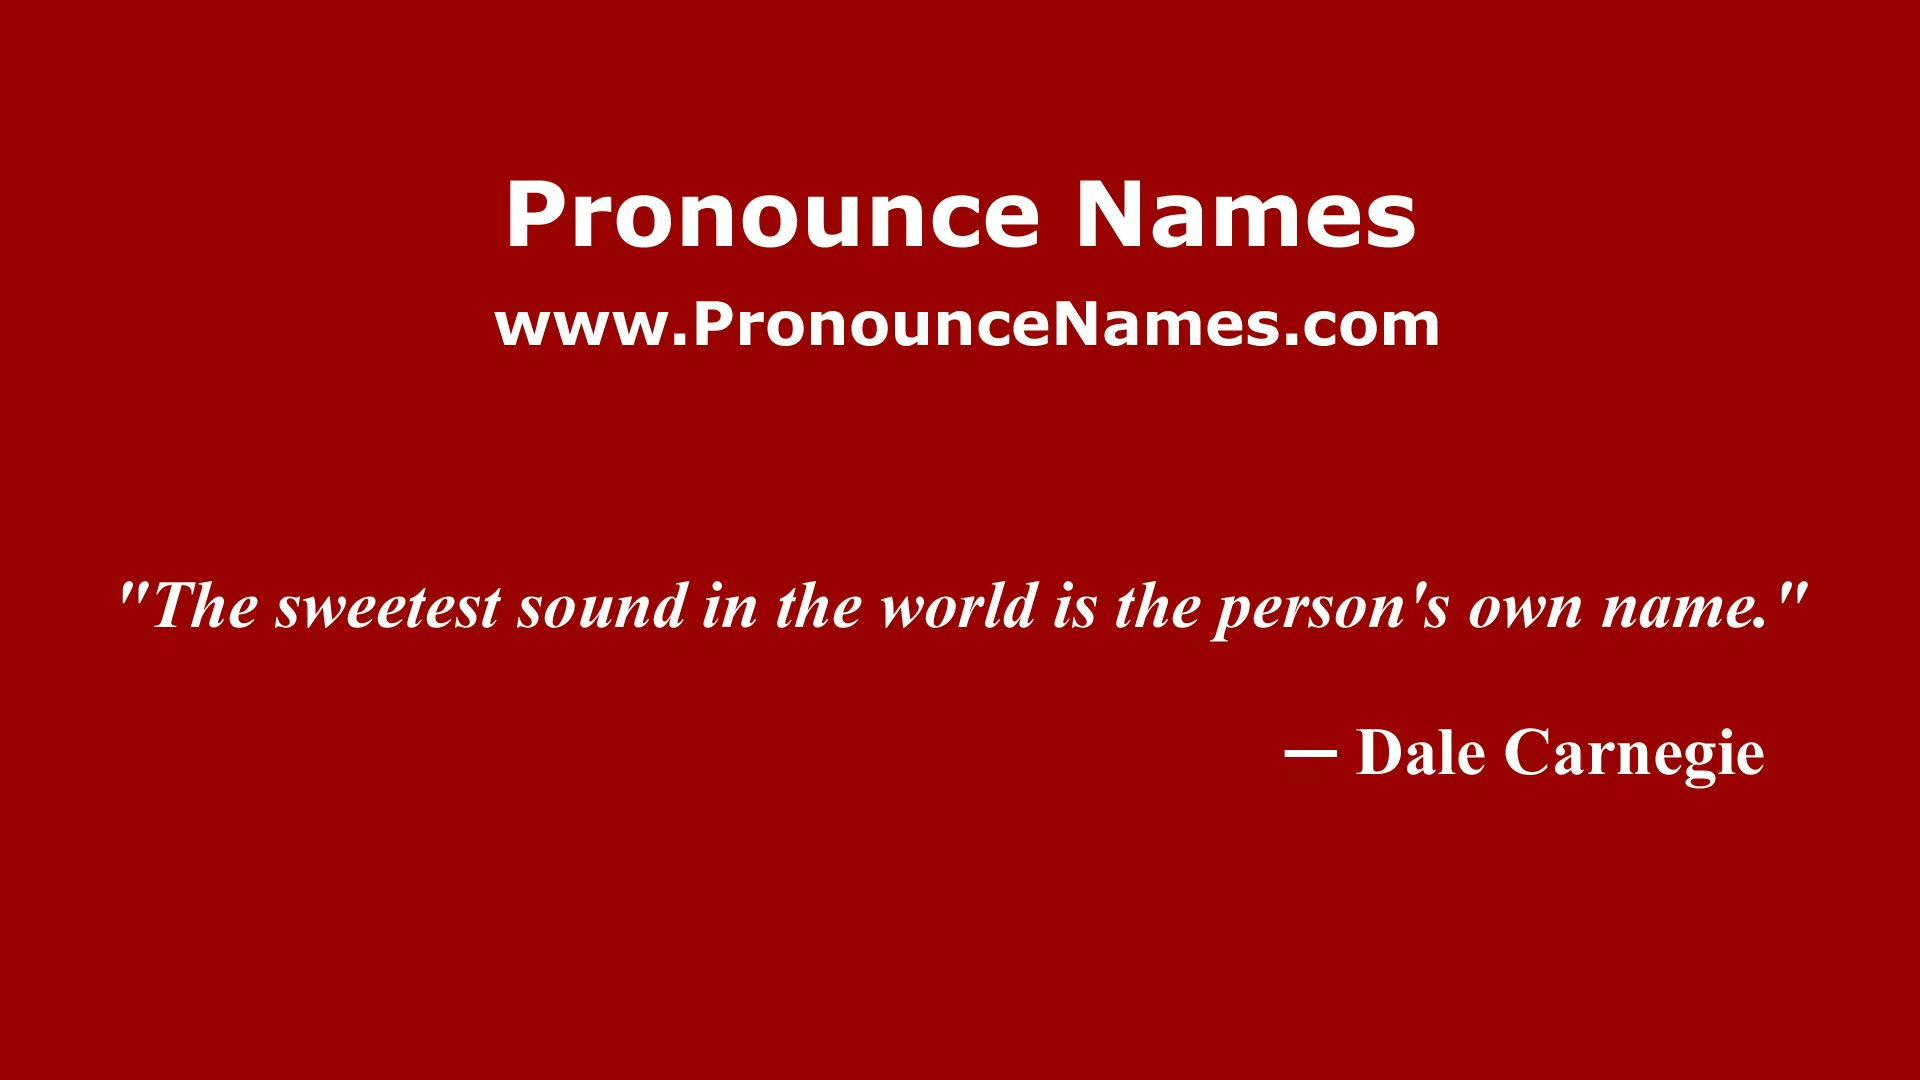 Pronounce Names
www.PronounceNames.com
"The sweetest sound in the world is the person's own name."
— Dale Carnegie